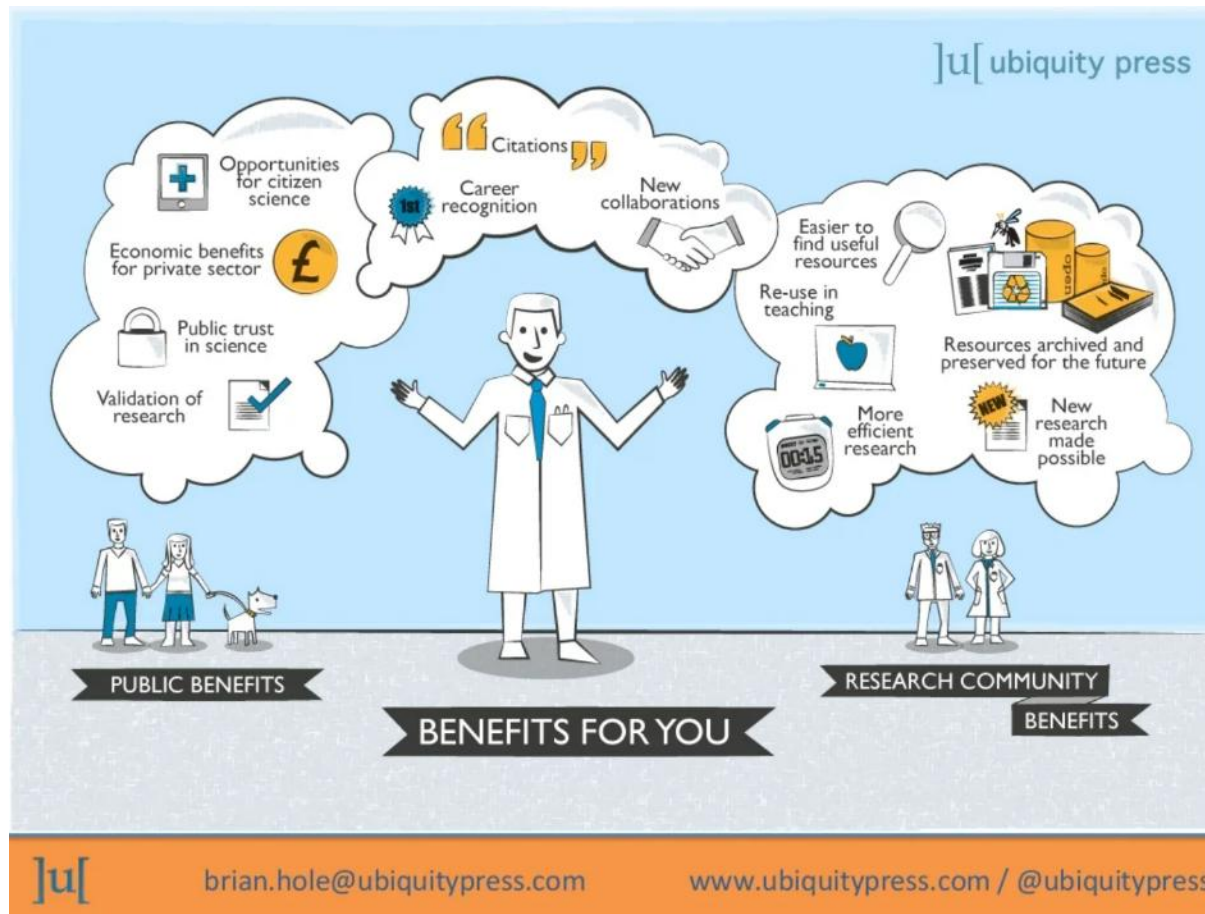 ]u[ ubiquity press
Opportunities
for citizen
science
Economic benefits
for private sector
£
Public trust
in science
Validation of
research
Citations
1st
Career
recognition
New
collaborations
Easier to
find useful
resources
Re-use in
teaching
open
open
Resources archived and
preserved for the future
More
efficient
research
00:15
NEW
New
research
made
possible
PUBLIC BENEFITS
BENEFITS FOR YOU
RESEARCH COMMUNITY
BENEFITS
]u[
brian.hole@ubiquitypress.com
www.ubiquitypress.com / @ubiquitypress